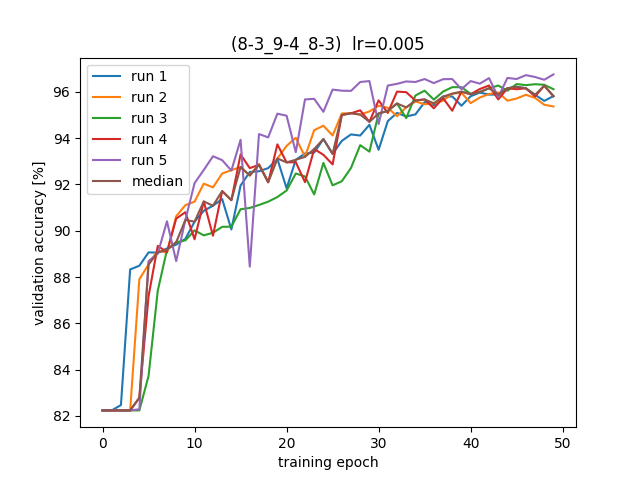 (8-3_9-4_8-3)  lr=0.005
run 1
run 2
run 3
run 4
run 5
median
validation accuracy [%]
96
94
92
90
88
86
84
82
0 10 20 30 40 50
training epoch